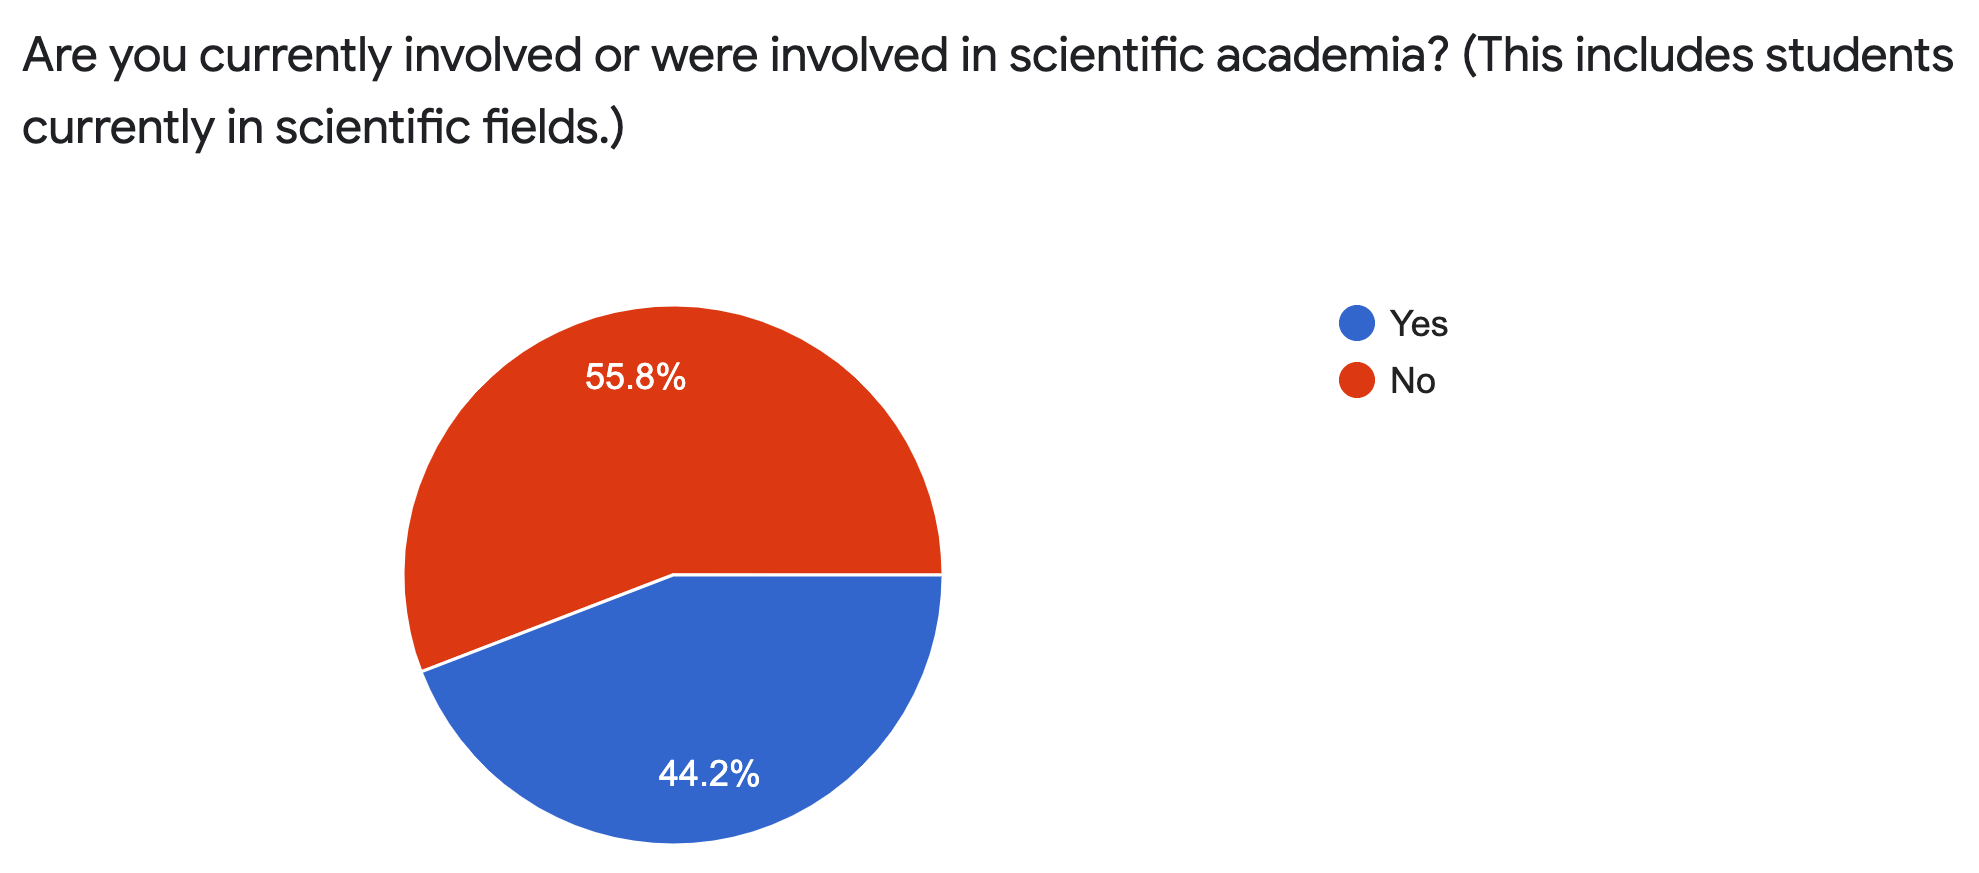 Are you currently involved or were involved in scientific academia? (This includes students
currently in scientific fields.)
Yes
No
55.8%
44.2%